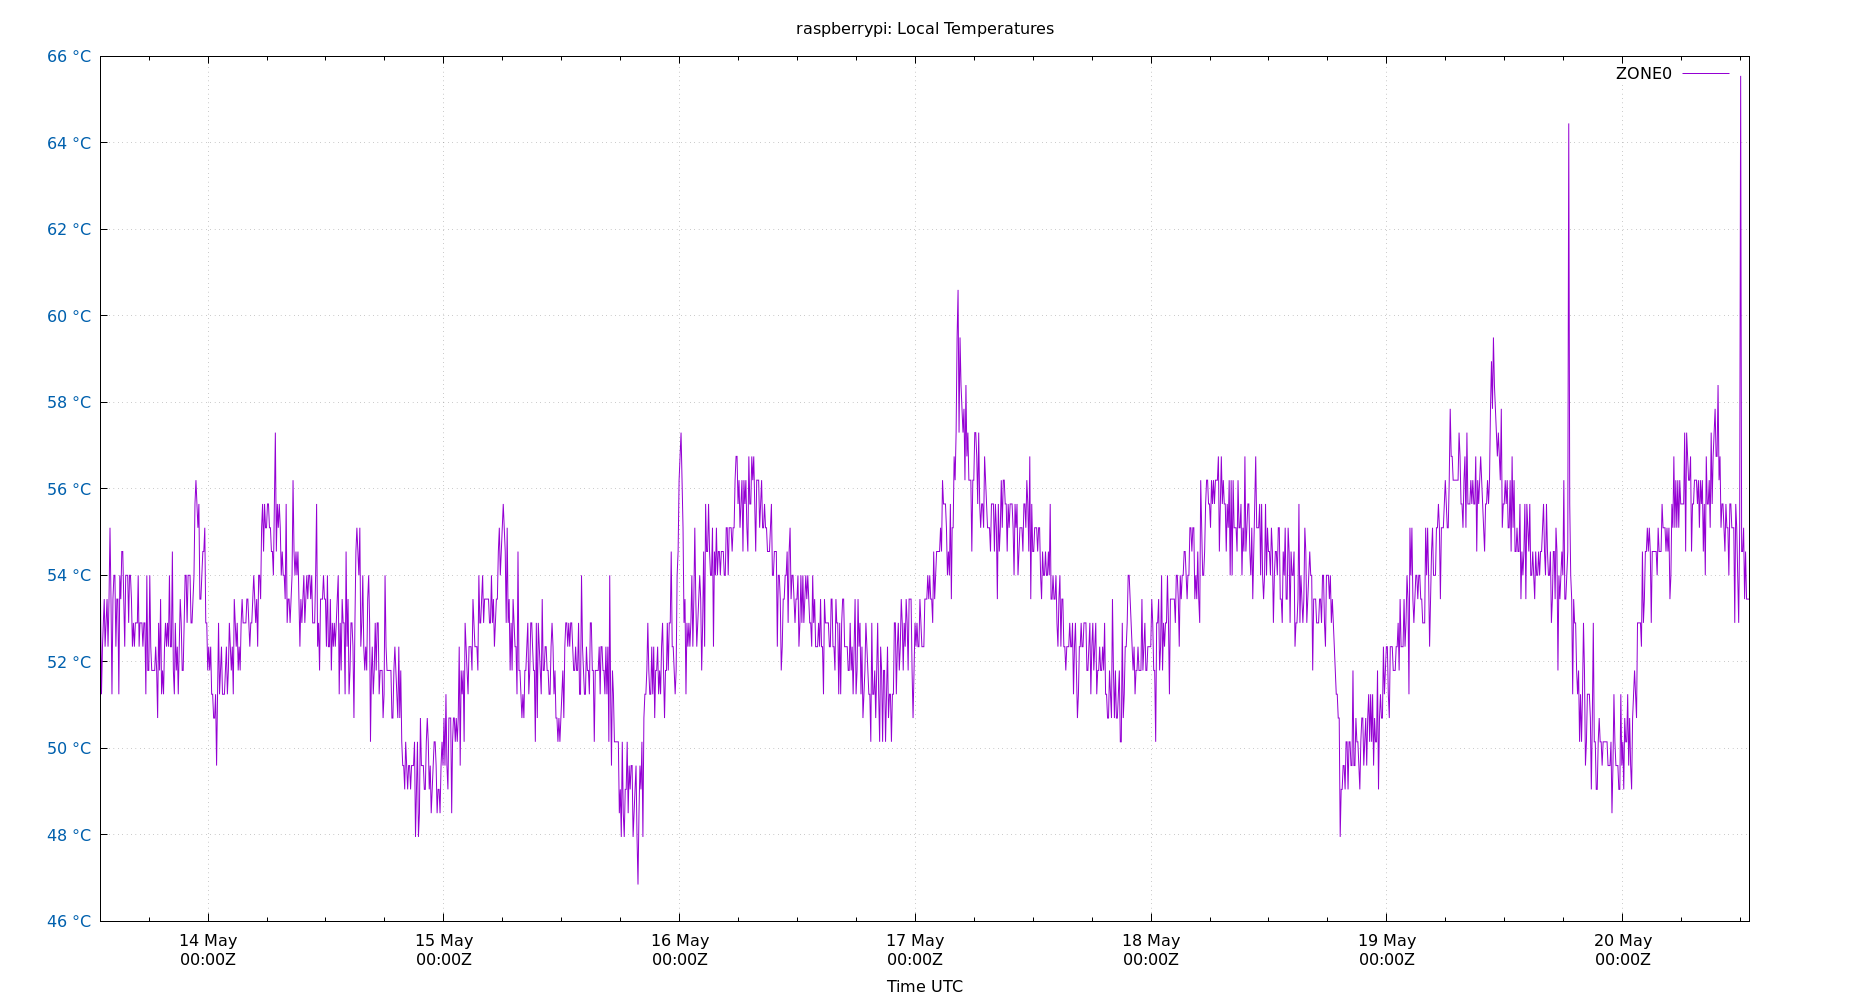 raspberrypi: Local Temperatures
66 °C
ZONE0
64 °C
62 °C
60 °C
58 °C
56 °C
54 °C
52 °C
50 °C
48 °C
46 °C
14 May 15 May 16 May 17 May 18 May 19 May 20 May
00:00Z 00:00Z 00:00Z 00:00Z 00:00Z 00:00Z 00:00Z
Time UTC